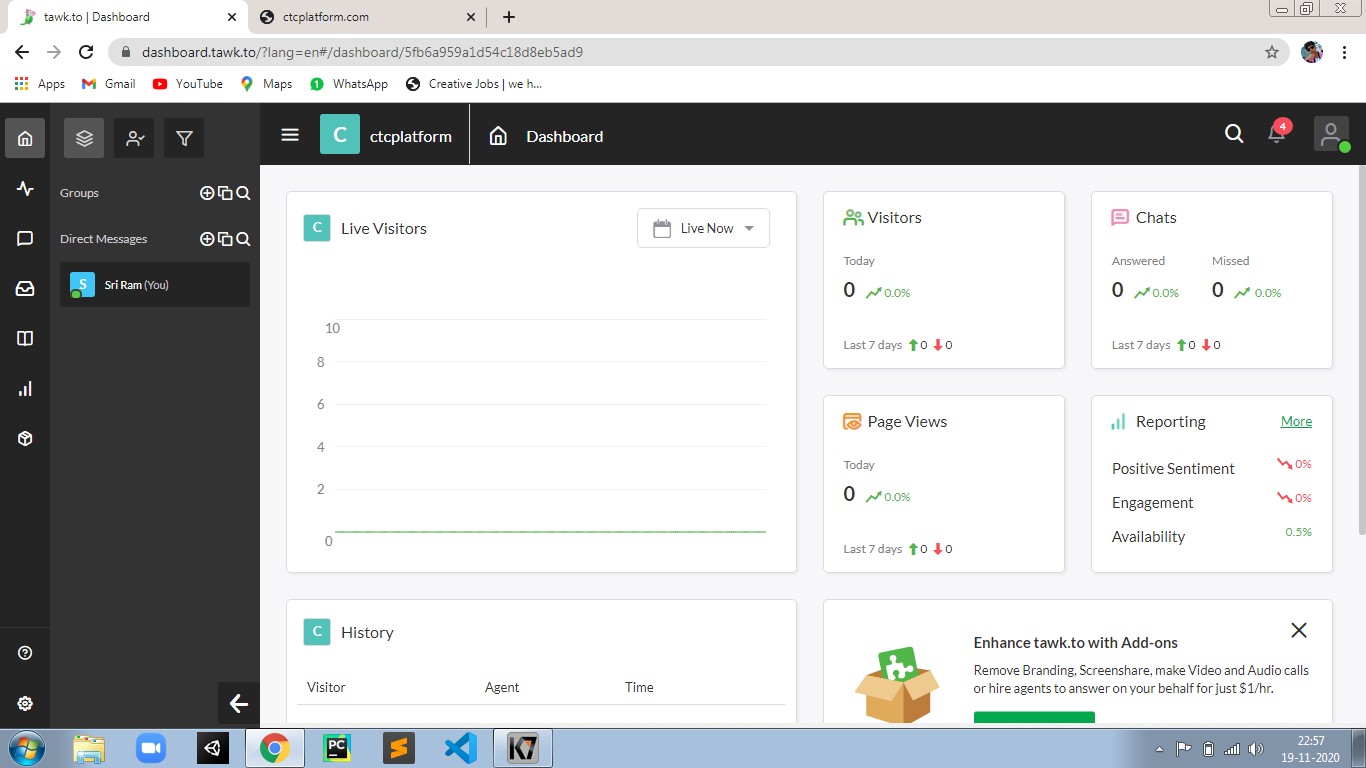 tawk.to | Dashboard
ctcplatform.com
dashboard.tawk.to/?lang=en#/dashboard/5fb6a959a1d54c18d8eb5ad9
Apps
Gmail
YouTube
Maps
1
WhatsApp
Creative Jobs | we h...
C
ctcplatform
Dashboard
4
Groups
Direct Messages
S
Sri Ram (You)
C
Live Visitors
Live Now
10
8
6
4
2
0
Visitors
Today
0 0.0%
Last 7 days 0 0
Chats
Answered Missed
0 0.0% 0 0.0%
Last 7 days 0 0
Page Views
Today
0 0.0%
Last 7 days 0 0
Reporting More
Positive Sentiment 0%
Engagement 0%
Availability 0.5%
C
History
Visitor Agent Time
Enhance tawk.to with Add-ons
Remove Branding, Screenshare, make Video and Audio calls
or hire agents to answer on your behalf for just $1/hr.
PC
K7
22:57
19-11-2020